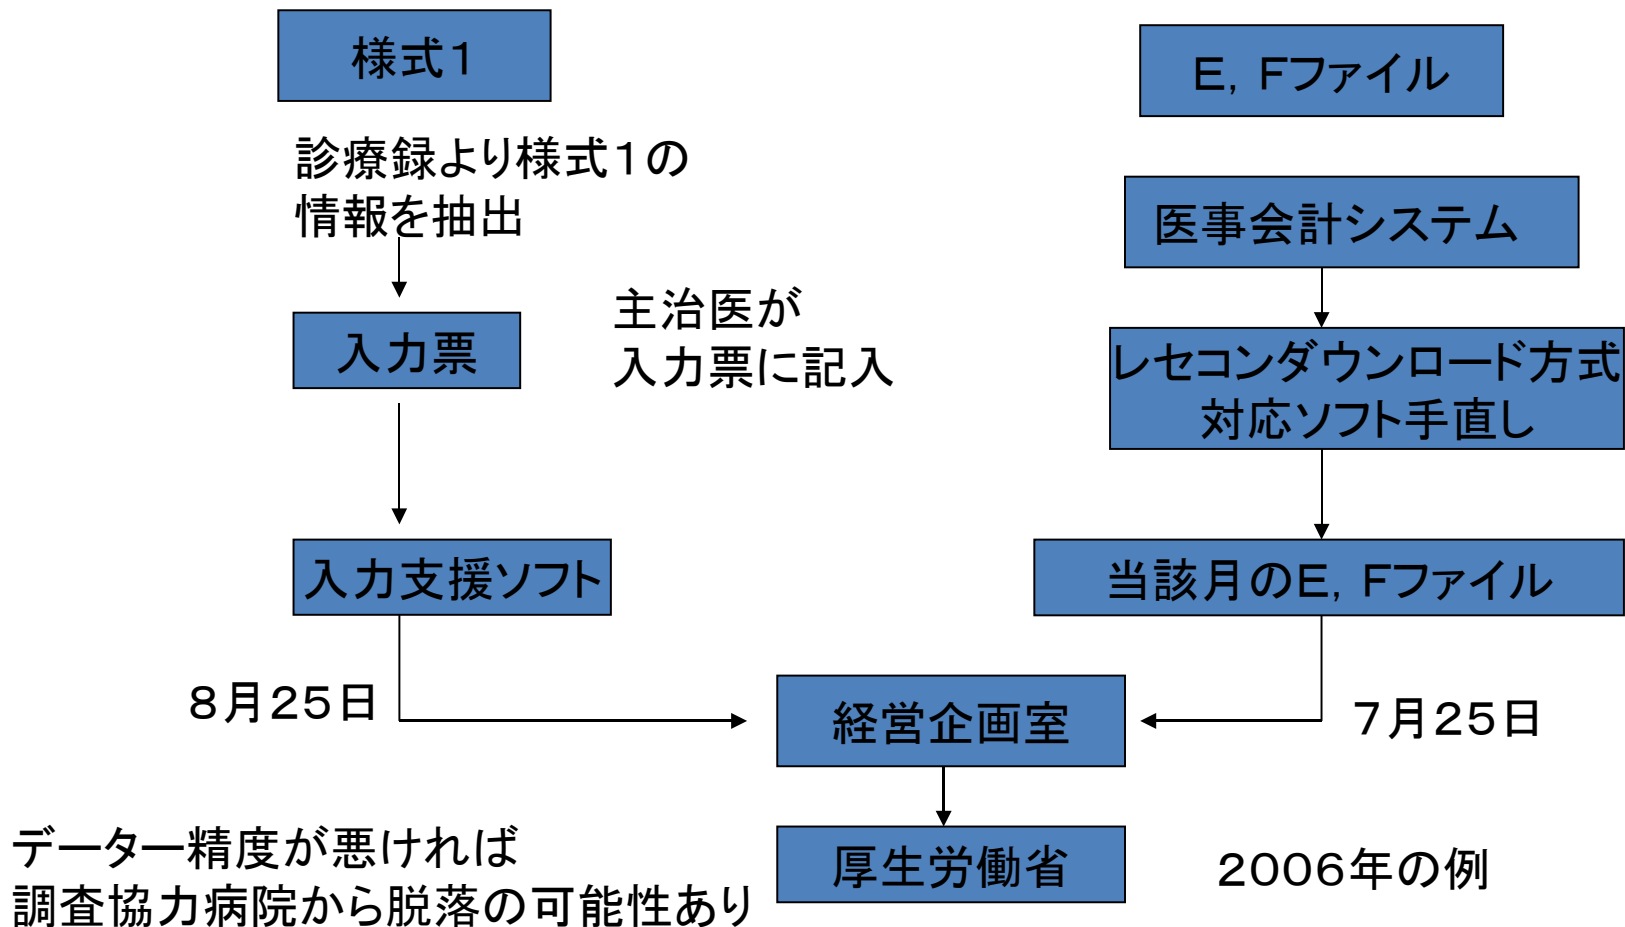 様式１
E, Fファイル
診療録より様式１の
情報を抽出
医事会計システム
主治医が
入力票に記入
入力票
レセコンダウンロード方式
対応ソフト手直し
入力支援ソフト
当該月のE, Fファイル
８月２５日
経営企画室
７月２５日
データー精度が悪ければ
調査協力病院から脱落の可能性あり
厚生労働省
２００６年の例